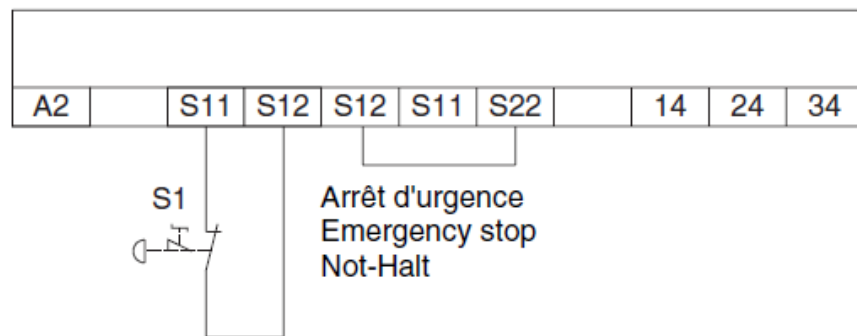 A2 S11 S12 S12 S11 S22 14 24 34
S1
Arrêt d'urgence
Emergency stop
Not-Halt